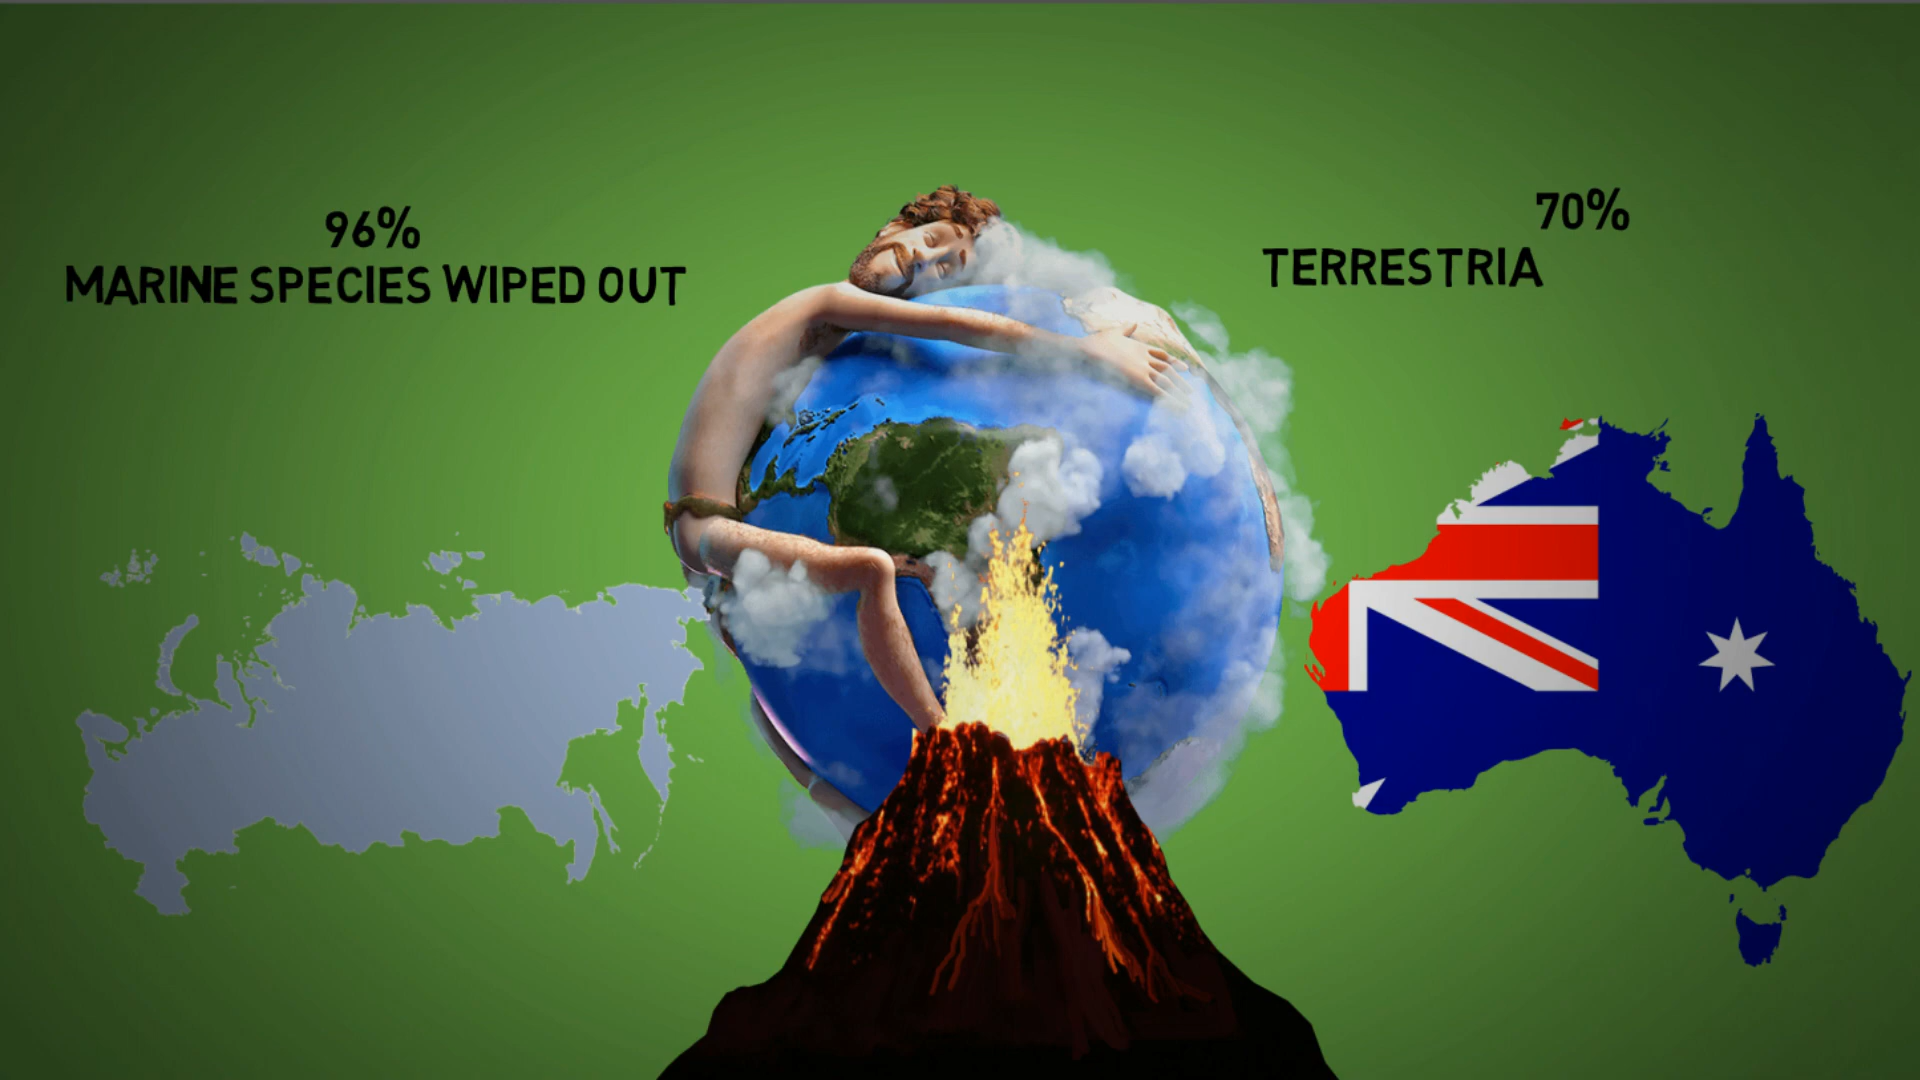 96%
MARINE SPECIES WIPED OUT
70%
TERRESTRIA